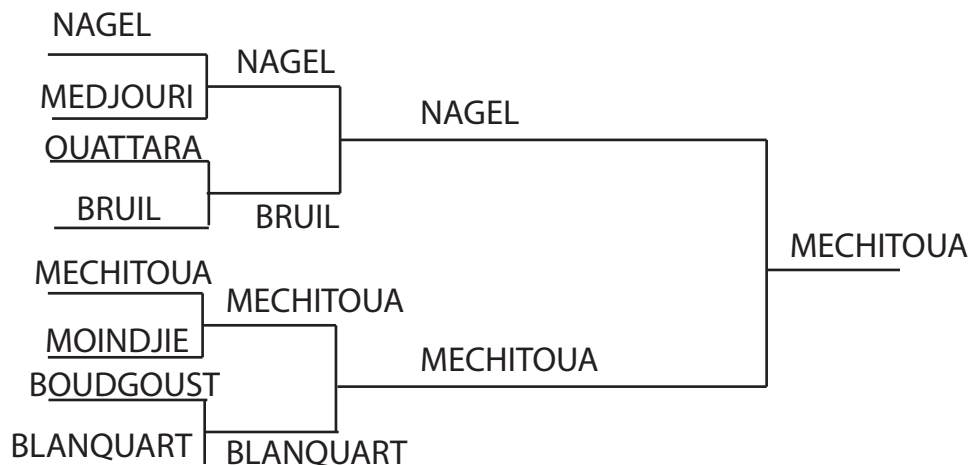 NAGEL
NAGEL
MEDJOURI
NAGEL
OUATTARA
BRUIL
BRUIL
MECHITOUA
MECHITOUA
MECHITOUA
MOINDJIE
MECHITOUA
BOUDGOUST
BLANQUART
BLANQUART